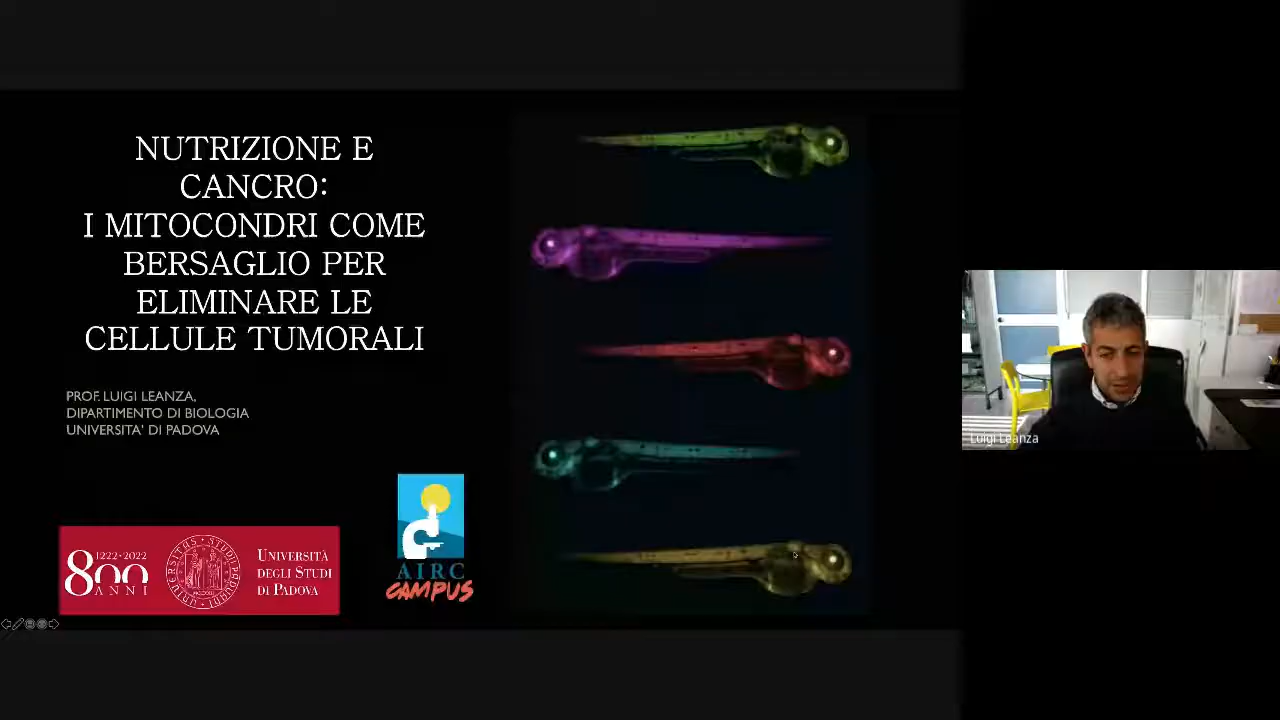 NUTRIZIONE E
CANCRO:
I MITOCONDRI COME
BERSAGLIO PER
ELIMINARE LE
CELLULE TUMORALI
PROF. LUIGI LEANZA,
DIPARTIMENTO DI BIOLOGIA
UNIVERSITA' DI PADOVA
1222•2022
800
ANNI
UNIVERSITÀ
DEGLI STUDI
DI PADOVA
AIRC
CAMPUS
Luigi Leanza